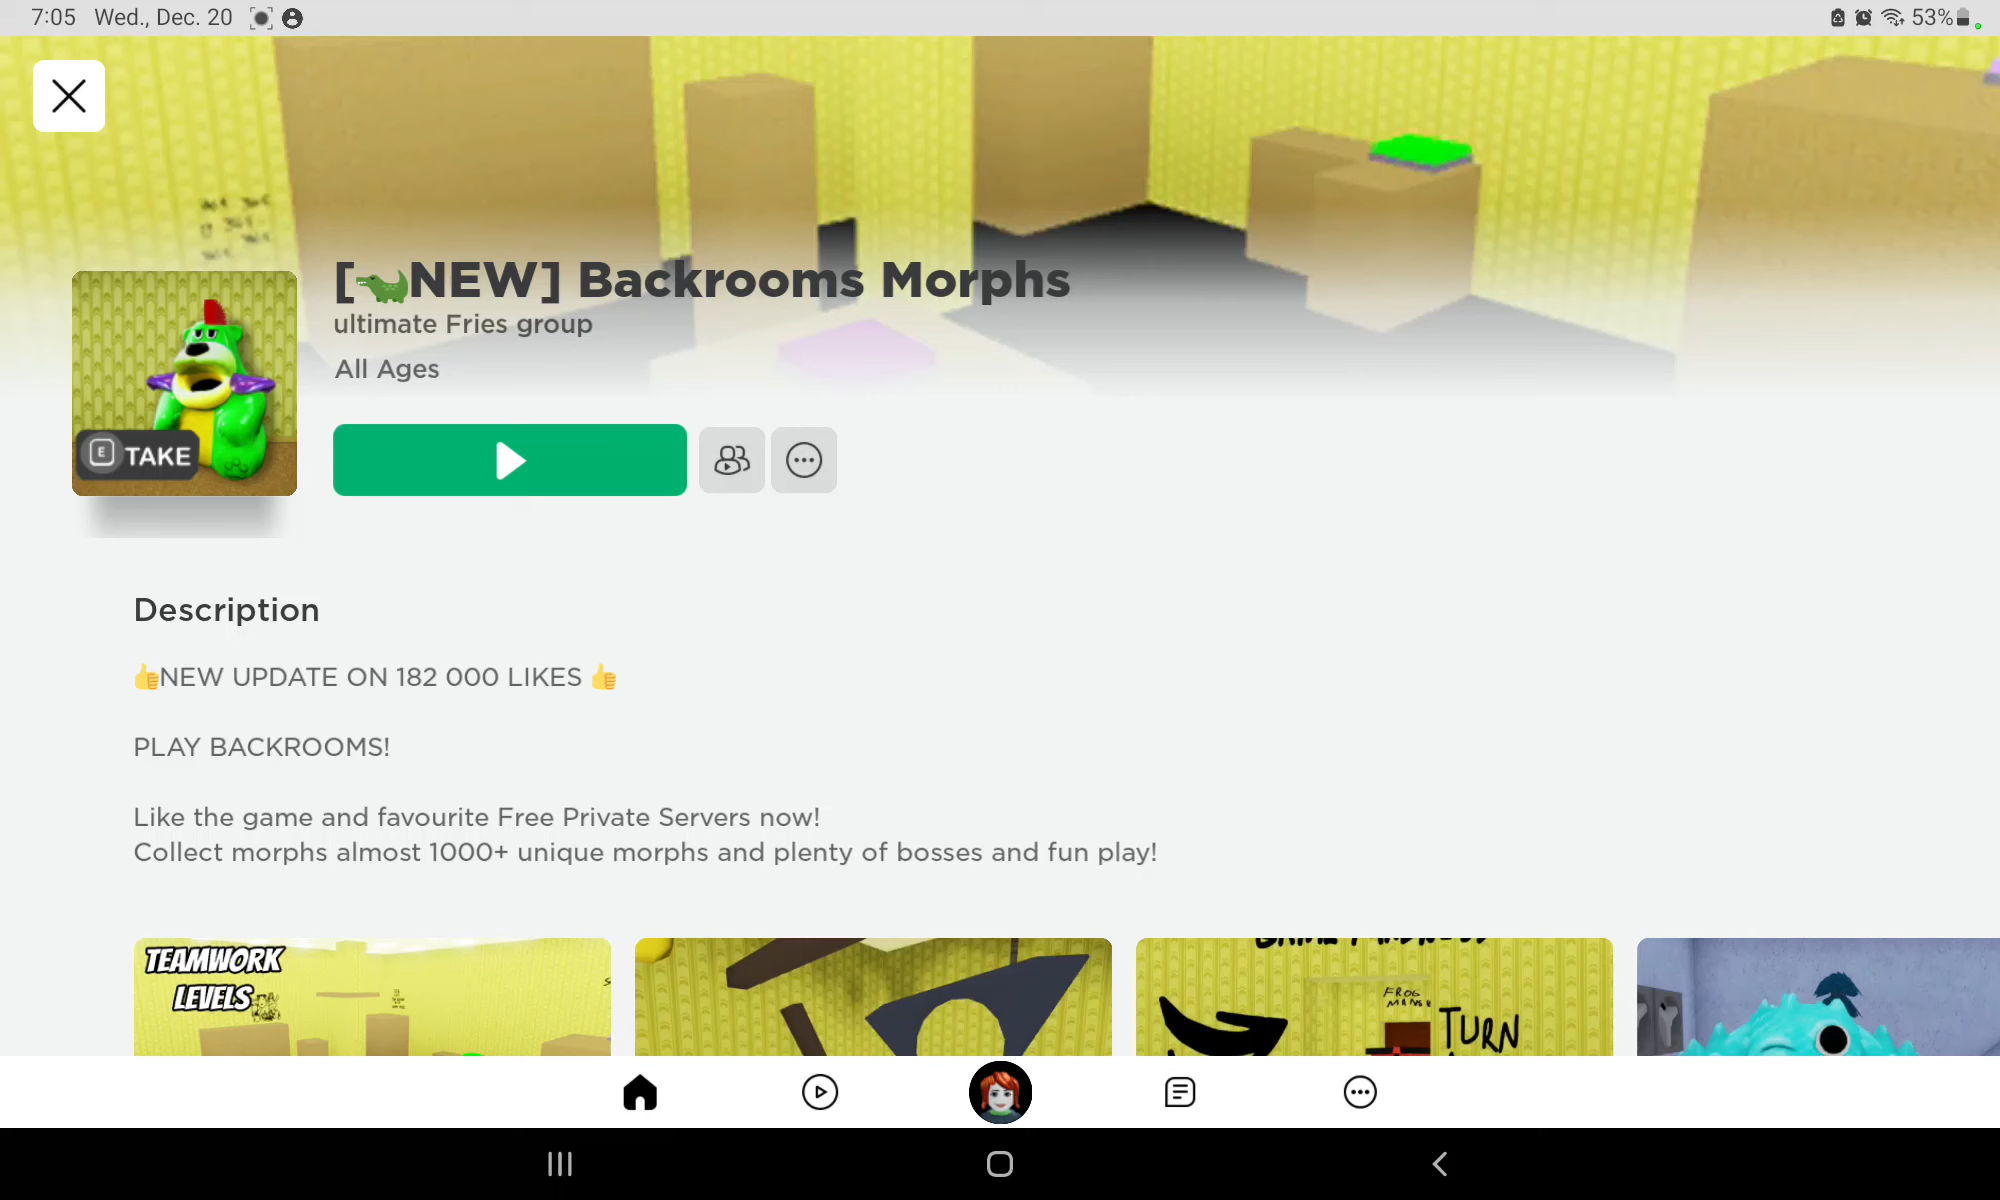 7:05 Wed., Dec. 20
53%
[🐊NEW] Backrooms Morphs
ultimate Fries group
All Ages
E TAKE
Description
👍NEW UPDATE ON 182 000 LIKES 👍
PLAY BACKROOMS!
Like the game and favourite Free Private Servers now!
Collect morphs almost 1000+ unique morphs and plenty of bosses and fun play!
TEAMWORK
LEVELS
FROG
TURN